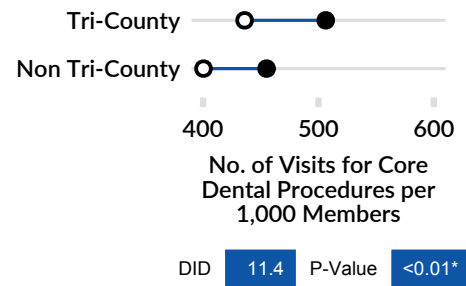 Tri-County
Non Tri-County
400 500 600
No. of Visits for Core
Dental Procedures per
1,000 Members
DID 11.4 P-Value <0.01*